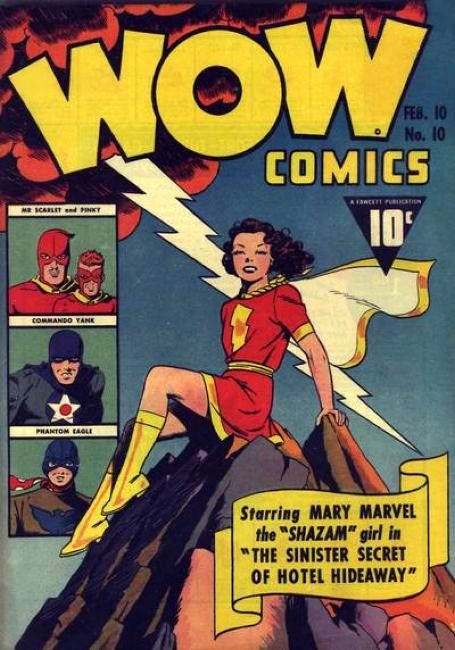 WOW
COMICS
FEB. 10
No. 10
A FAWCETT PUBLICATION
10¢
MR SCARLET and PINKY
COMMANDO YANK
PHANTOM EAGLE
Starring MARY MARVEL
the "SHAZAM" girl in
"THE SINISTER SECRET
OF HOTEL HIDEAWAY"